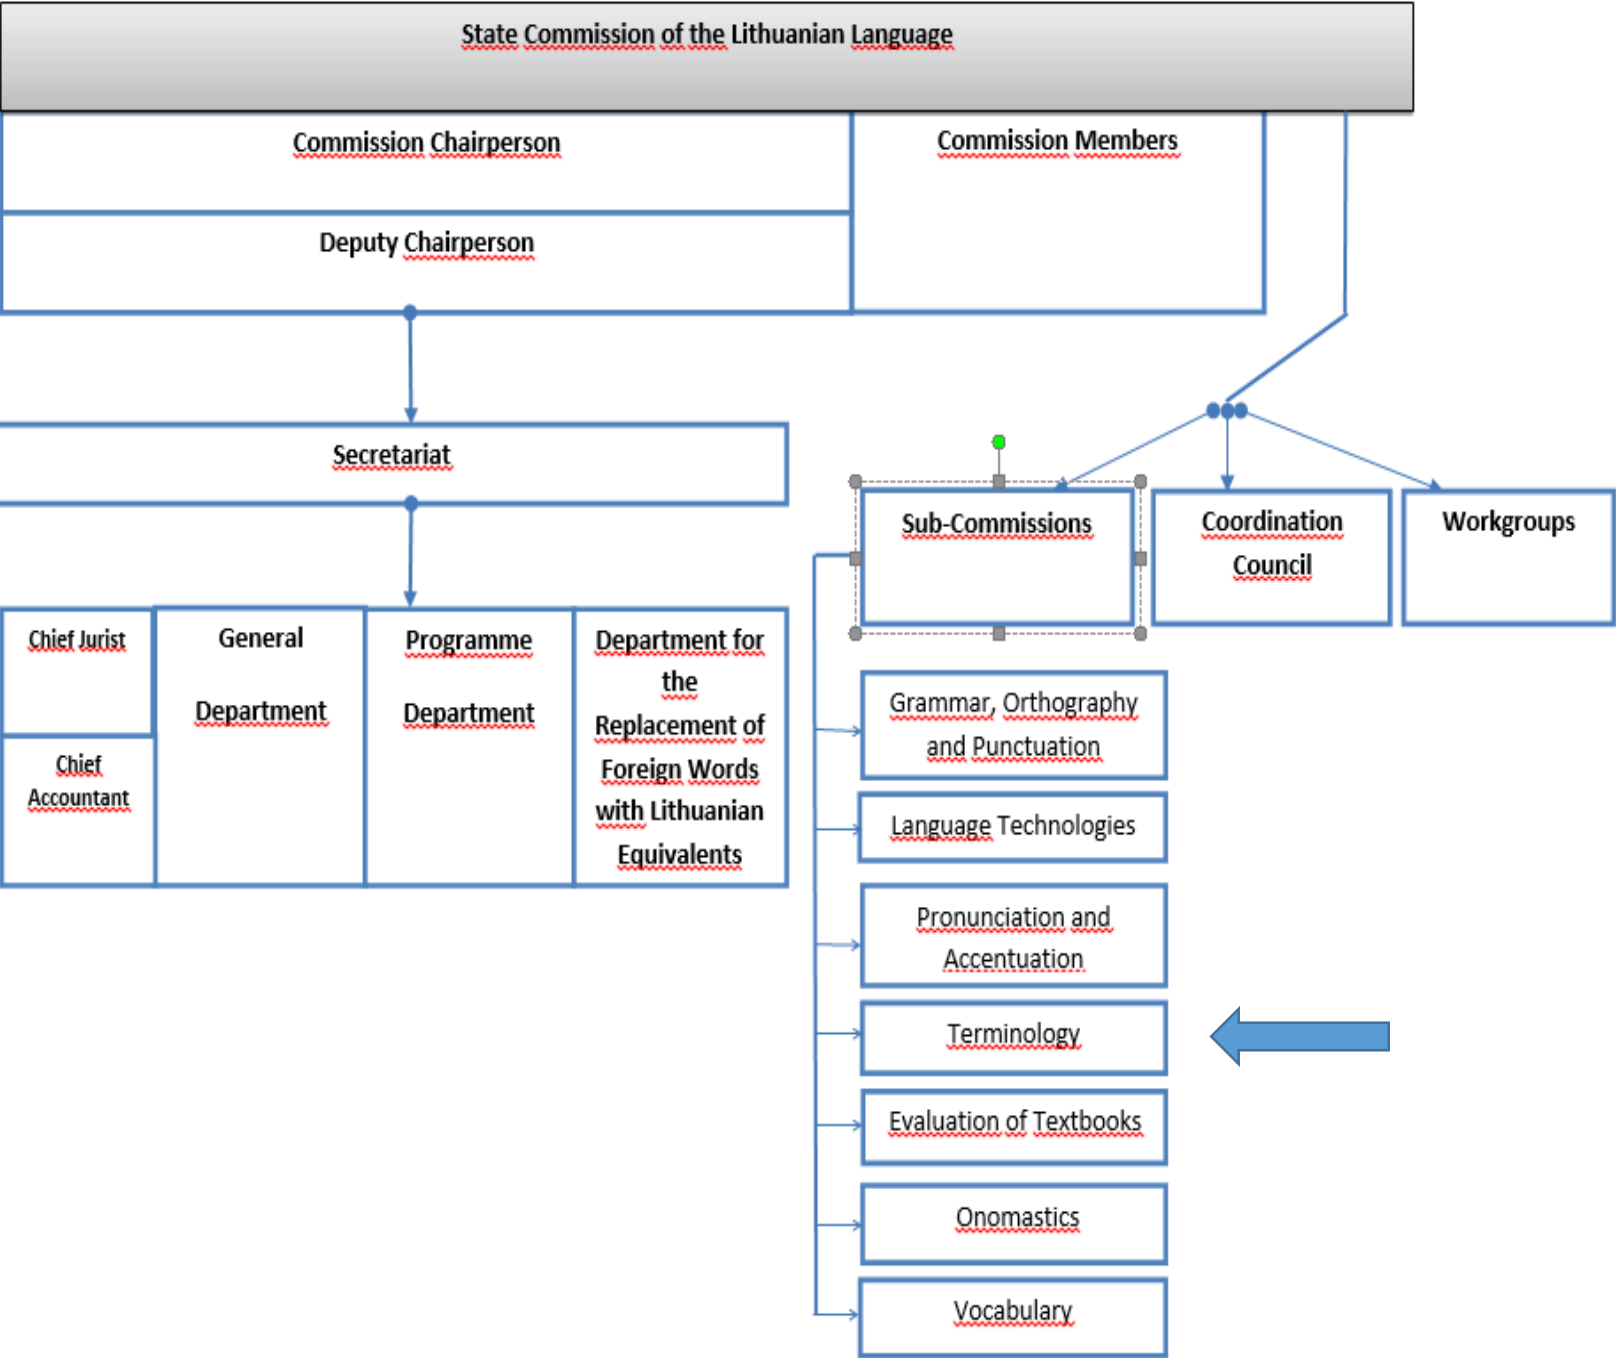 State Commission of the Lithuanian Language
Commission Chairperson
Commission Members
Deputy Chairperson
Secretariat
Sub-Commissions
Coordination
Council
Workgroups
Chief Jurist
Chief
Accountant
General
Department
Programme
Department
Department for
the
Replacement of
Foreign Words
with Lithuanian
Equivalents
Grammar, Orthography
and Punctuation
Language Technologies
Pronunciation and
Accentuation
Terminology
Evaluation of Textbooks
Onomastics
Vocabulary